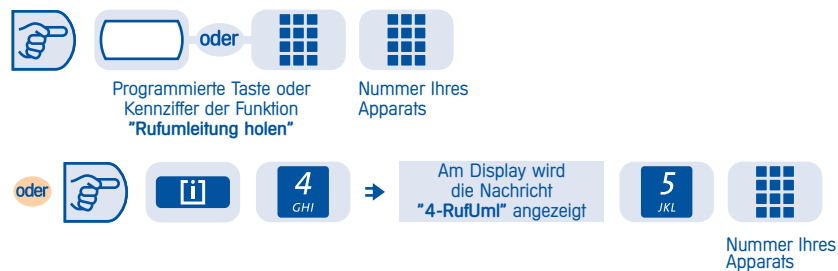 oder
Programmierte Taste oder
Kennziffer der Funktion
"Rufumleitung holen"
Nummer Ihres
Apparats
oder
[i]
4
GHI
Am Display wird
die Nachricht
"4-RufUml" angezeigt
5
JKL
Nummer Ihres
Apparats